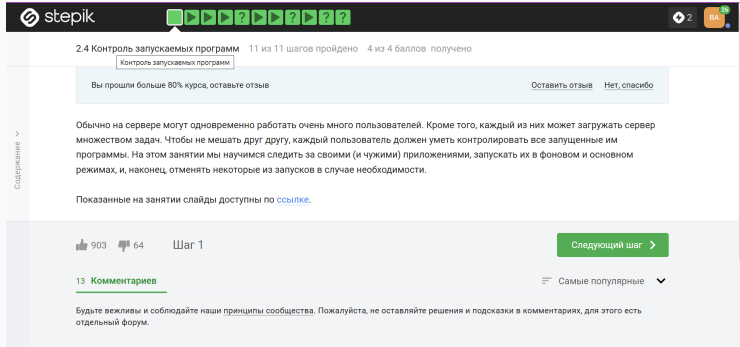 stepik
? ? ? ?
2
ВА
26
2.4 Контроль запускаемых программ 11 из 11 шагов пройдено 4 из 4 баллов получено
Контроль запускаемых программ
Вы прошли больше 80% курса, оставьте отзыв Оставить отзыв Нет, спасибо
Содержание
Обычно на сервере могут одновременно работать очень много пользователей. Кроме того, каждый из них может загружать сервер
множеством задач. Чтобы не мешать друг другу, каждый пользователь должен уметь контролировать все запущенные им
программы. На этом занятии мы научимся следить за своими (и чужими) приложениями, запускать их в фоновом и основном
режимах, и, наконец, отменять некоторые из запусков в случае необходимости.
Показанные на занятии слайды доступны по ссылке.
903 64 Шаг 1 Следующий шаг
13 Комментариев Самые популярные
Будьте вежливы и соблюдайте наши принципы сообщества. Пожалуйста, не оставляйте решения и подсказки в комментариях, для этого есть
отдельный форум.